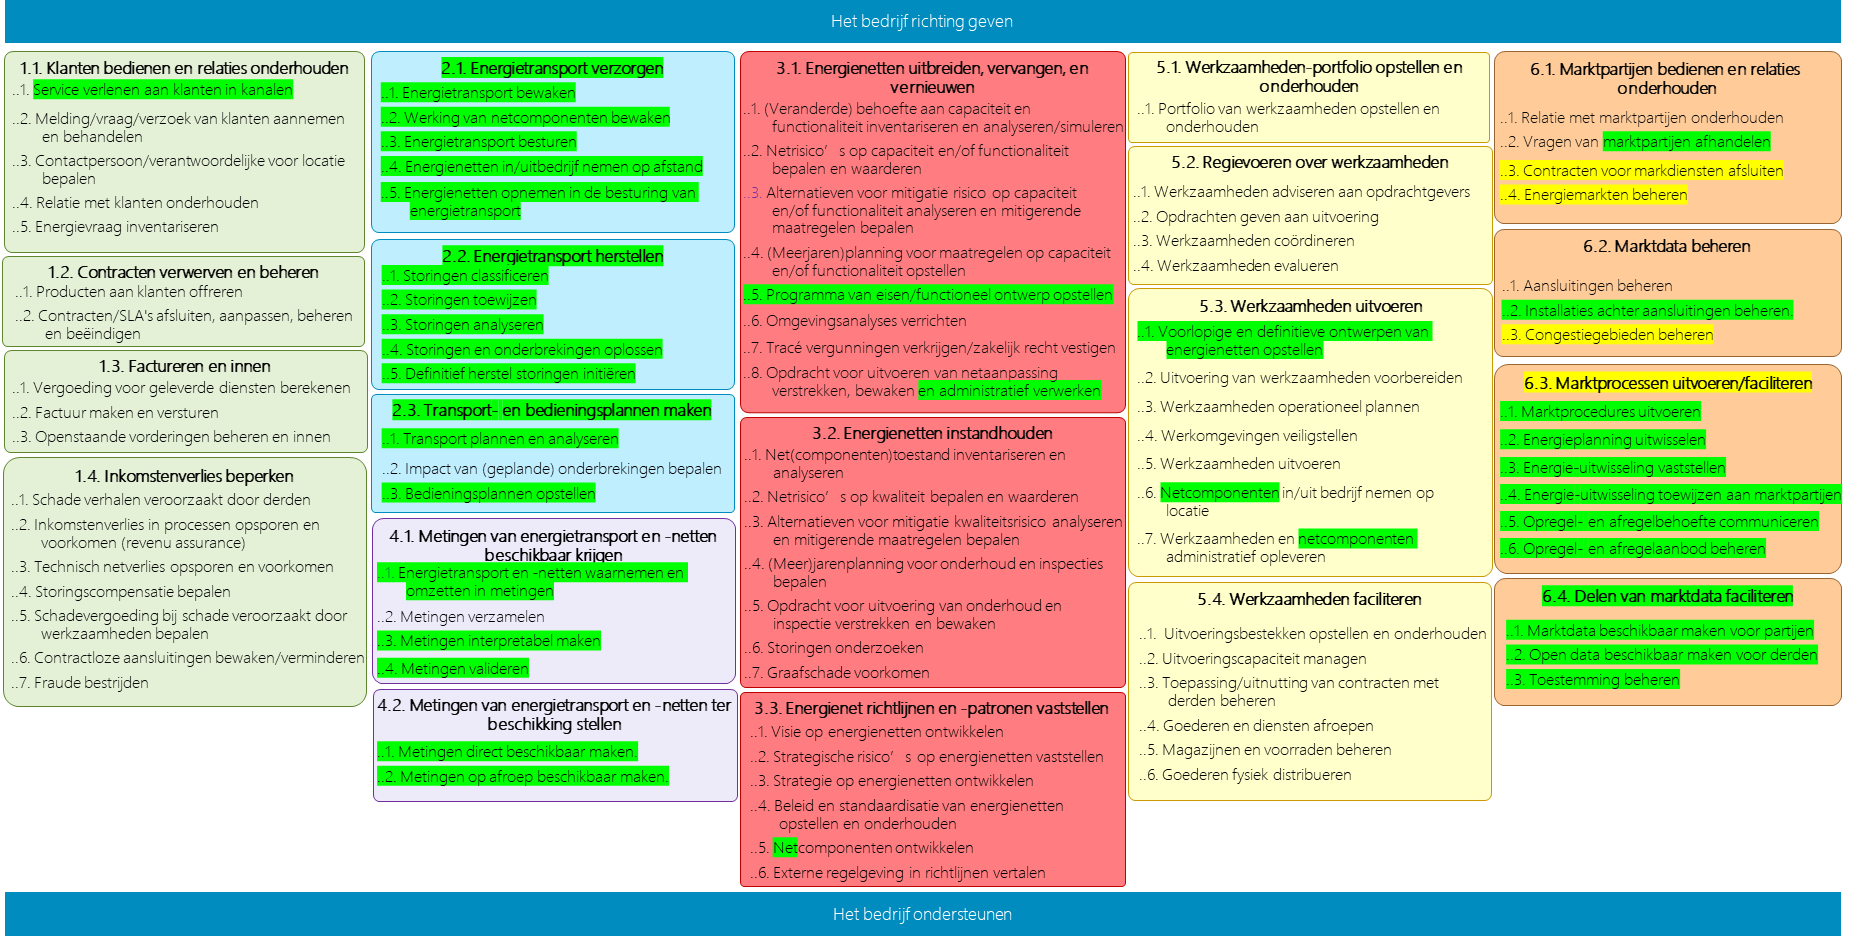 Het bedrijf richting geven
1.1. Klanten bedienen en relaties onderhouden
..1. Service verlenen aan klanten in kanalen
..2. Melding/vraag/verzoek van klanten aannemen
en behandelen
..3. Contactpersoon/verantwoordelijke voor locatie
bepalen
..4. Relatie met klanten onderhouden
..5. Energievraag inventariseren
1.2. Contracten verwerven en beheren
..1. Producten aan klanten offreren
..2. Contracten/SLA's afsluiten, aanpassen, beheren
en beëindigen
1.3. Factureren en innen
..1. Vergoeding voor geleverde diensten berekenen
..2. Factuur maken en versturen
..3. Openstaande vorderingen beheren en innen
1.4. Inkomstenverlies beperken
..1. Schade verhalen veroorzaakt door derden
..2. Inkomstenverlies in processen opsporen en
voorkomen (revenu assurance)
..3. Technisch netverlies opsporen en voorkomen
..4. Storingscompensatie bepalen
..5. Schadevergoeding bij schade veroorzaakt door
werkzaamheden bepalen
..6. Contractloze aansluitingen bewaken/verminderen
..7. Fraude bestrijden
2.1. Energietransport verzorgen
..1. Energietransport bewaken
..2. Werking van netcomponenten bewaken
..3. Energietransport besturen
..4. Energienetten in/uitbedrijf nemen op afstand
..5. Energienetten opnemen in de besturing van
energietransport
2.2. Energietransport herstellen
..1. Storingen classificeren
..2. Storingen toewijzen
..3. Storingen analyseren
..4. Storingen en onderbrekingen oplossen
..5. Definitief herstel storingen initiëren
2.3. Transport- en bedieningsplannen maken
..1. Transport plannen en analyseren
..2. Impact van (geplande) onderbrekingen bepalen
..3. Bedieningsplannen opstellen
4.1. Metingen van energietransport en -netten
beschikbaar krijgen
..1. Energietransport en -netten waarnemen en
omzetten in metingen
..2. Metingen verzamelen
..3. Metingen interpretabel maken
..4. Metingen valideren
4.2. Metingen van energietransport en -netten ter
beschikking stellen
..1. Metingen direct beschikbaar maken.
..2. Metingen op afroep beschikbaar maken.
3.1. Energienetten uitbreiden, vervangen, en
vernieuwen
..1. (Veranderde) behoefte aan capaciteit en
functionaliteit inventariseren en analyseren/simuleren
..2. Netrisico's op capaciteit en/of functionaliteit
bepalen en waarderen
..3. Alternatieven voor mitigatie risico op capaciteit
en/of functionaliteit analyseren en mitigerende
maatregelen bepalen
..4. (Meerjaren)planning voor maatregelen op capaciteit
en/of functionaliteit opstellen
..5. Programma van eisen/functioneel ontwerp opstellen
..6. Omgevingsanalyses verrichten
..7. Tracé vergunningen verkrijgen/zakelijk recht vestigen
..8. Opdracht voor uitvoeren van netaanpassing
verstrekken, bewaken en administratief verwerken
3.2. Energienetten instandhouden
..1. Net(componenten)toestand inventariseren en
analyseren
..2. Netrisico's op kwaliteit bepalen en waarderen
..3. Alternatieven voor mitigatie kwaliteitsrisico analyseren
en mitigerende maatregelen bepalen
..4. (Meer)jarenplanning voor onderhoud en inspecties
bepalen
..5. Opdracht voor uitvoering van onderhoud en
inspectie verstrekken en bewaken
..6. Storingen onderzoeken
..7. Graafschade voorkomen
3.3. Energienet richtlijnen en -patronen vaststellen
..1. Visie op energienetten ontwikkelen
..2. Strategische risico's op energienetten vaststellen
..3. Strategie op energienetten ontwikkelen
..4. Beleid en standaardisatie van energienetten
opstellen en onderhouden
..5. Netcomponenten ontwikkelen
..6. Externe regelgeving in richtlijnen vertalen
5.1. Werkzaamheden-portfolio opstellen en
onderhouden
..1. Portfolio van werkzaamheden opstellen en
onderhouden
5.2. Regievoeren over werkzaamheden
..1. Werkzaamheden adviseren aan opdrachtgevers
..2. Opdrachten geven aan uitvoering
..3. Werkzaamheden coördineren
..4. Werkzaamheden evalueren
5.3. Werkzaamheden uitvoeren
..1. Voorlopige en definitieve ontwerpen van
energienetten opstellen
..2. Uitvoering van werkzaamheden voorbereiden
..3. Werkzaamheden operationeel plannen
..4. Werkomgevingen veiligstellen
..5. Werkzaamheden uitvoeren
..6. Netcomponenten in/uit bedrijf nemen op
locatie
..7. Werkzaamheden en netcomponenten
administratief opleveren
5.4. Werkzaamheden faciliteren
..1. Uitvoeringsbestekken opstellen en onderhouden
..2. Uitvoeringscapaciteit managen
..3. Toepassing/uitnutting van contracten met
derden beheren
..4. Goederen en diensten afroepen
..5. Magazijnen en voorraden beheren
..6. Goederen fysiek distribueren
6.1. Marktpartijen bedienen en relaties
onderhouden
..1. Relatie met marktpartijen onderhouden
..2. Vragen van marktpartijen afhandelen
..3. Contracten voor markdiensten afsluiten
..4. Energiemarkten beheren
6.2. Marktdata beheren
..1. Aansluitingen beheren
..2. Installaties achter aansluitingen beheren.
..3. Congestiegebieden beheren
6.3. Marktprocessen uitvoeren/faciliteren
..1. Marktprocedures uitvoeren
..2. Energieplanning uitwisselen
..3. Energie-uitwisseling vaststellen
..4. Energie-uitwisseling toewijzen aan marktpartijen
..5. Opregel- en afregelbehoefte communiceren
..6. Opregel- en afregelaanbod beheren
6.4. Delen van marktdata faciliteren
..1. Marktdata beschikbaar maken voor partijen
..2. Open data beschikbaar maken voor derden
..3. Toestemming beheren
Het bedrijf ondersteunen